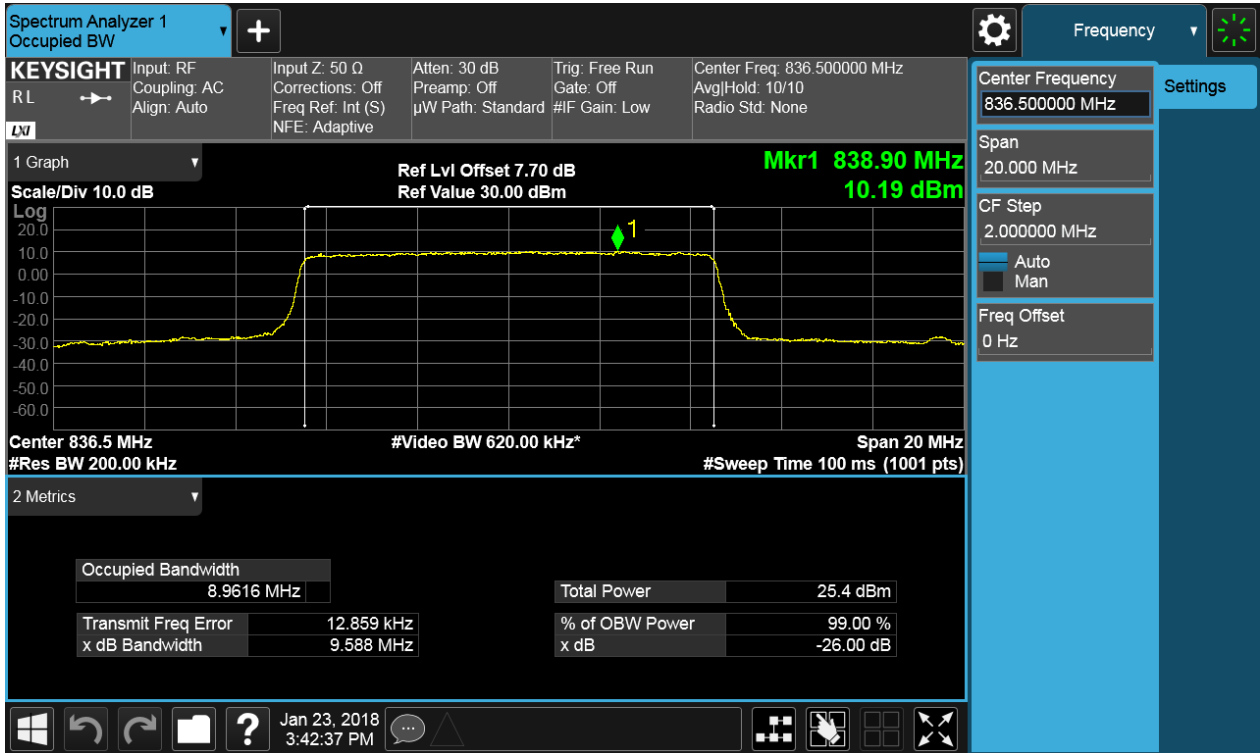 Spectrum Analyzer 1
Occupied BW
+
Frequency
KEYSIGHT
RL
LXI
Input: RF
Coupling: AC
Align: Auto
Input Z: 50 Ω
Corrections: Off
Freq Ref: Int (S)
NFE: Adaptive
Atten: 30 dB
Preamp: Off
µW Path: Standard
Trig: Free Run
Gate: Off
#IF Gain: Low
Center Freq: 836.500000 MHz
Avg|Hold: 10/10
Radio Std: None
Center Frequency
836.500000 MHz
Settings
Span
20.000 MHz
CF Step
2.000000 MHz
Auto
Man
Freq Offset
0 Hz
1 Graph
Scale/Div 10.0 dB
Ref Lvl Offset 7.70 dB
Ref Value 30.00 dBm
Mkr1 838.90 MHz
10.19 dBm
Log
20.0
10.0
0.00
-10.0
-20.0
-30.0
-40.0
-50.0
-60.0
1
Center 836.5 MHz
#Res BW 200.00 kHz
#Video BW 620.00 kHz*
Span 20 MHz
#Sweep Time 100 ms (1001 pts)
2 Metrics
Occupied Bandwidth
8.9616 MHz
Transmit Freq Error 12.859 kHz
x dB Bandwidth 9.588 MHz
Total Power 25.4 dBm
% of OBW Power 99.00 %
x dB -26.00 dB
?
Jan 23, 2018
3:42:37 PM